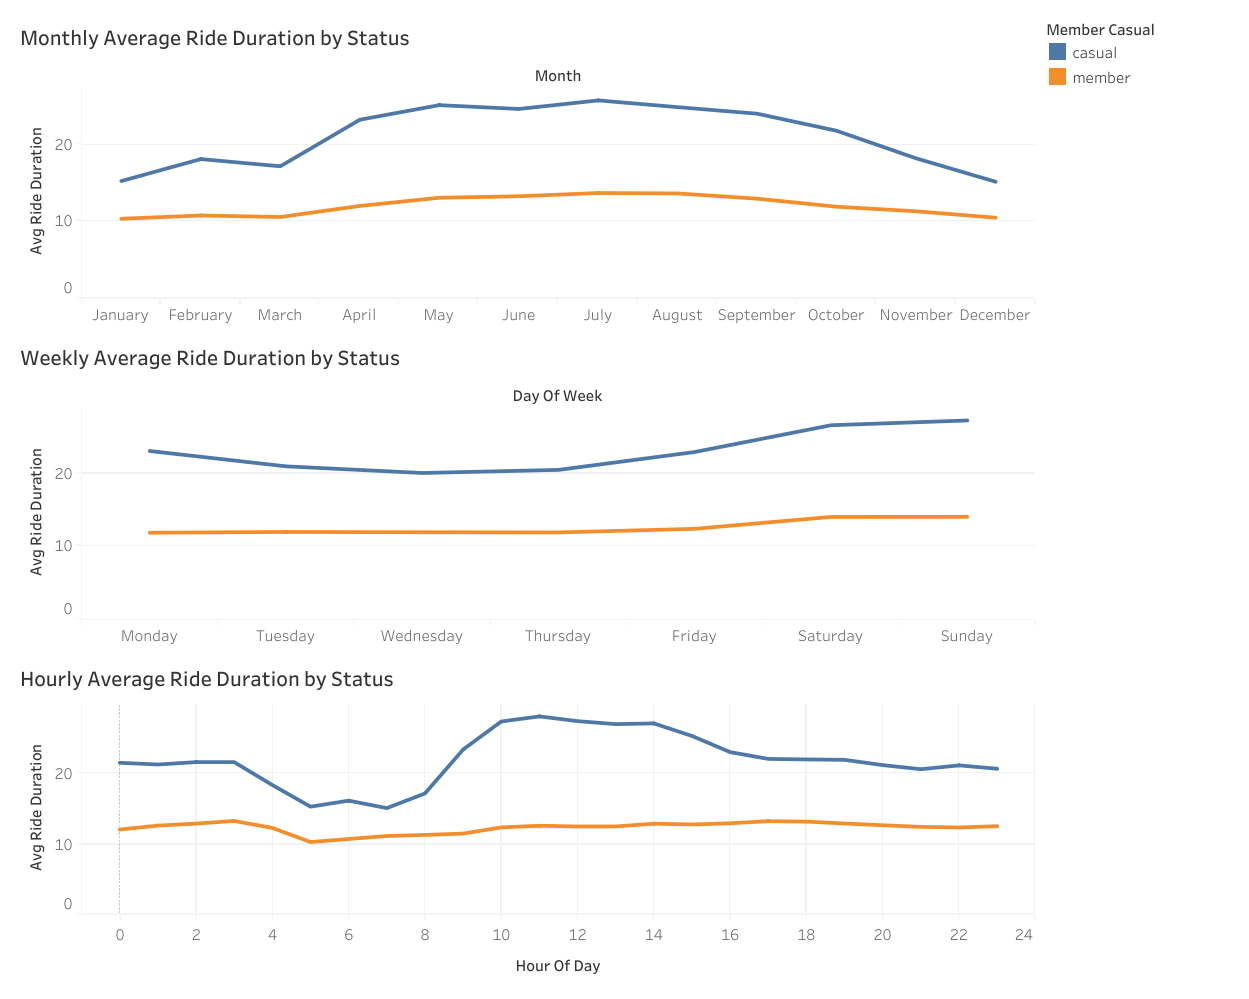 Monthly Average Ride Duration by Status
Member Casual
casual
member
Month
Avg Ride Duration
20
10
0
January February March April May June July August September October November December
Weekly Average Ride Duration by Status
Day Of Week
Avg Ride Duration
20
10
0
Monday Tuesday Wednesday Thursday Friday Saturday Sunday
Hourly Average Ride Duration by Status
Avg Ride Duration
20
10
0
0 2 4 6 8 10 12 14 16 18 20 22 24
Hour Of Day